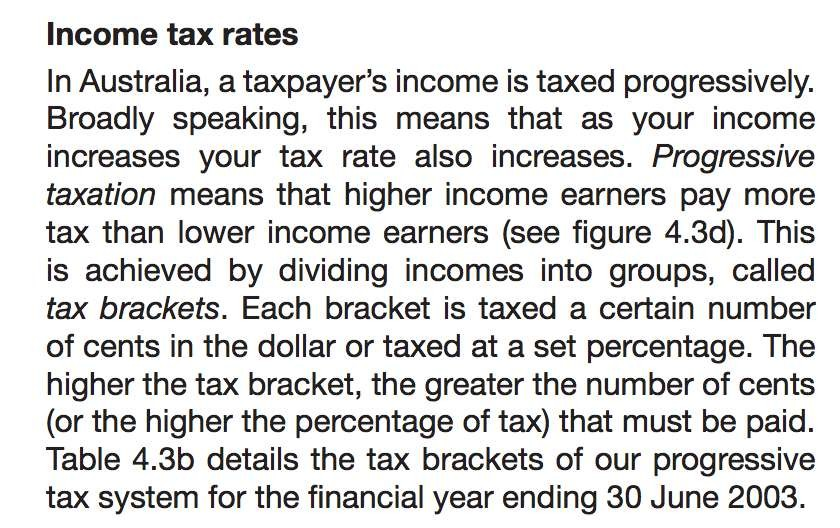 Income tax rates
In Australia, a taxpayer’s income is taxed progressively.
Broadly speaking, this means that as your income
increases your tax rate also increases. Progressive
taxation means that higher income earners pay more
tax than lower income earners (see figure 4.3d). This
is achieved by dividing incomes into groups, called
tax brackets. Each bracket is taxed a certain number
of cents in the dollar or taxed at a set percentage. The
higher the tax bracket, the greater the number of cents
(or the higher the percentage of tax) that must be paid.
Table 4.3b details the tax brackets of our progressive
tax system for the financial year ending 30 June 2003.